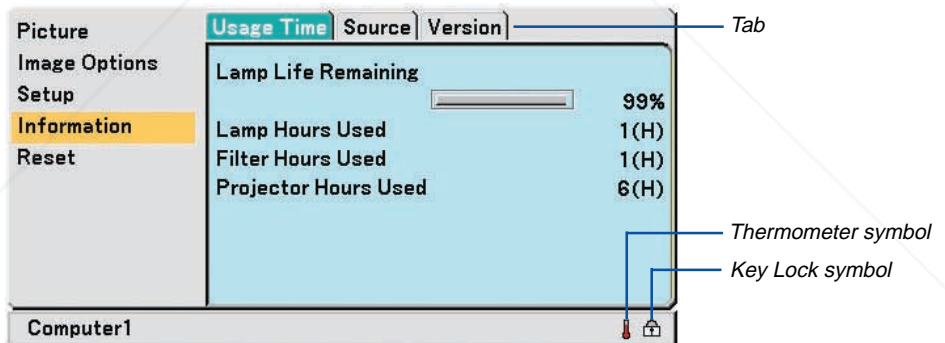 Picture
Image Options
Setup
Information
Reset
Usage Time Source Version
Lamp Life Remaining
99%
Lamp Hours Used 1(H)
Filter Hours Used 1(H)
Projector Hours Used 6(H)
Computer1
Tab
Thermometer symbol
Key Lock symbol